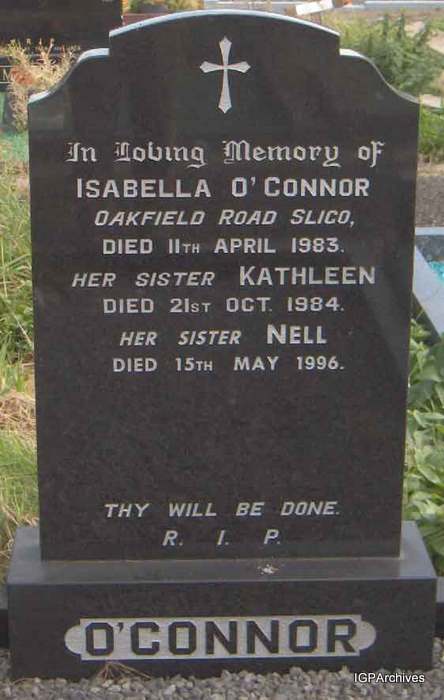 In Loving Memory of
ISABELLA O'CONNOR
OAKFIELD ROAD SLIGO,
DIED 11TH APRIL 1983.
HER SISTER KATHLEEN
DIED 21ST OCT. 1984.
HER SISTER NELL
DIED 15TH MAY 1996.
THY WILL BE DONE.
R. I. P.
O'CONNOR
IGPArchives